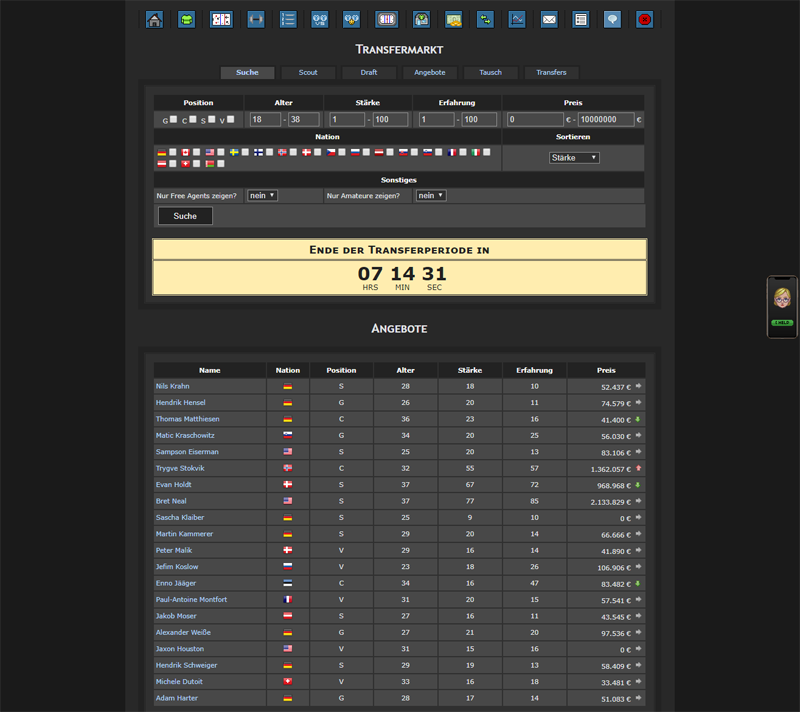 Transfermarkt
Suche Scout Draft Angebote Tausch Transfers
Position Alter Stärke Erfahrung Preis
G C S V 18 - 38 1 - 100 1 - 100 0 € - 10000000 €
Nation Sortieren
Stärke
Sonstiges
Nur Free Agents zeigen? nein Nur Amateure zeigen? nein
Suche
Ende der Transferperiode in
07 14 31
HRS MIN SEC
Angebote
Name Nation Position Alter Stärke Erfahrung Preis
Nils Krahn S 28 18 10 52.437 €
Hendrik Hensel G 26 20 11 74.579 €
Thomas Matthiesen C 36 23 16 41.400 €
Matic Kraschowitz G 34 20 25 56.030 €
Sampson Eiserman S 25 20 13 83.106 €
Trygve Stokvik C 32 55 57 1.362.057 €
Evan Holdt S 37 67 72 968.968 €
Bret Neal S 37 77 85 2.133.829 €
Sascha Klaiber S 25 9 10 0 €
Martin Kammerer S 29 20 14 66.666 €
Peter Malik V 29 16 14 41.890 €
Jefim Koslow V 23 18 26 106.906 €
Enno Jääger C 34 16 47 83.482 €
Paul-Antoine Montfort V 31 20 15 57.541 €
Jakob Moser S 27 16 11 43.545 €
Alexander Weiße G 27 21 20 97.536 €
Jaxon Houston V 31 15 16 0 €
Hendrik Schweiger S 29 19 13 58.409 €
Michele Dutoit V 33 16 18 33.481 €
Adam Harter G 28 17 14 51.083 €